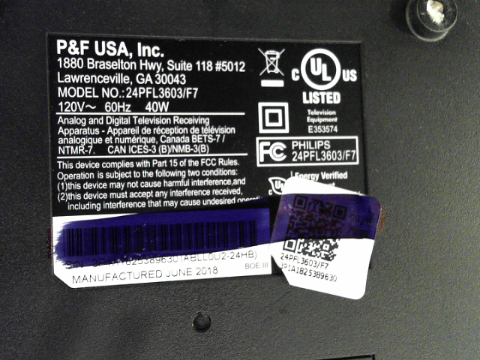 P&F USA, Inc.
1880 Braselton Hwy, Suite 118 #5012
Lawrenceville, GA 30043
MODEL NO.:24PFL3603/F7
120V~ 60Hz 40W
Analog and Digital Television Receiving
Apparatus - Appareil de réception de télévision
analogique et numérique, Canada BETS-7 /
NTMR-7. CAN ICES-3 (B)/NMB-3(B)
This device complies with Part 15 of the FCC Rules.
Operation is subject to the following two conditions:
(1)this device may not cause harmful interference,and
(2)this device must accept any interference received,
including interference that may cause undesired
C UL US
LISTED
AV Equipment
E353574
FC PHILIPS
24PFL3603/F7
Energy Verified
MANUFACTURED JUNE 2018
24PFL3603/F7